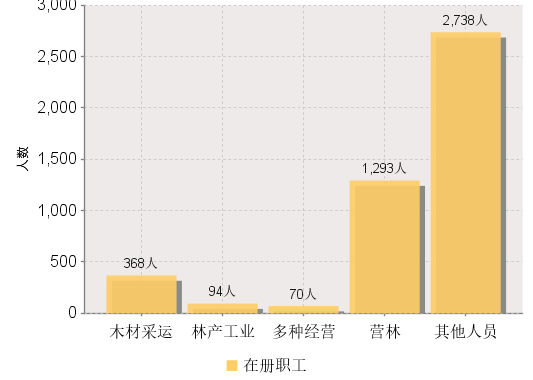 3,000
2,738人
2,500
2,000
人数
1,500
1,293人
1,000
500
368人
94人
70人
0
木材采运 林产工业 多种经营 营林 其他人员
在册职工